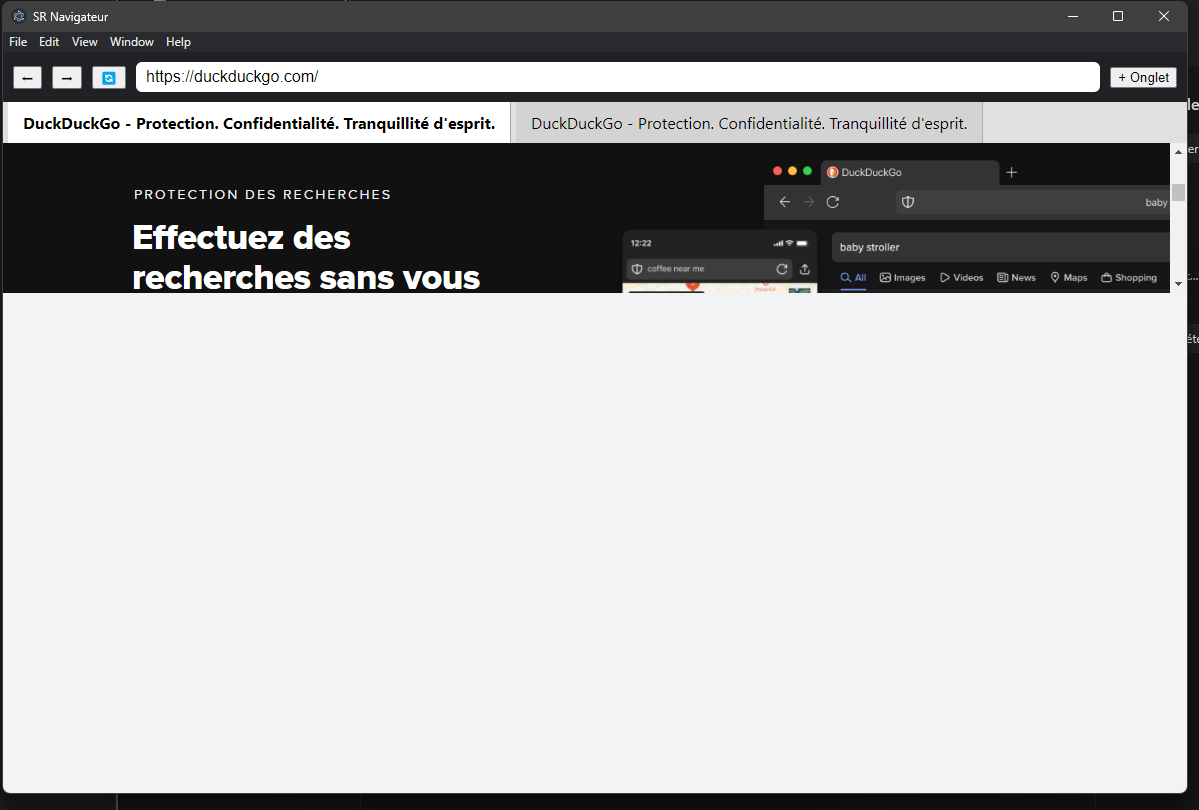 SR Navigateur
File Edit View Window Help
← → https://duckduckgo.com/ + Onglet
DuckDuckGo - Protection. Confidentialité. Tranquillité d'esprit. DuckDuckGo - Protection. Confidentialité. Tranquillité d'esprit.
PROTECTION DES RECHERCHES
Effectuez des
recherches sans vous
DuckDuckGo
baby
12:22
baby stroller
coffee near me
All Images Videos News Maps Shopping
Hospital